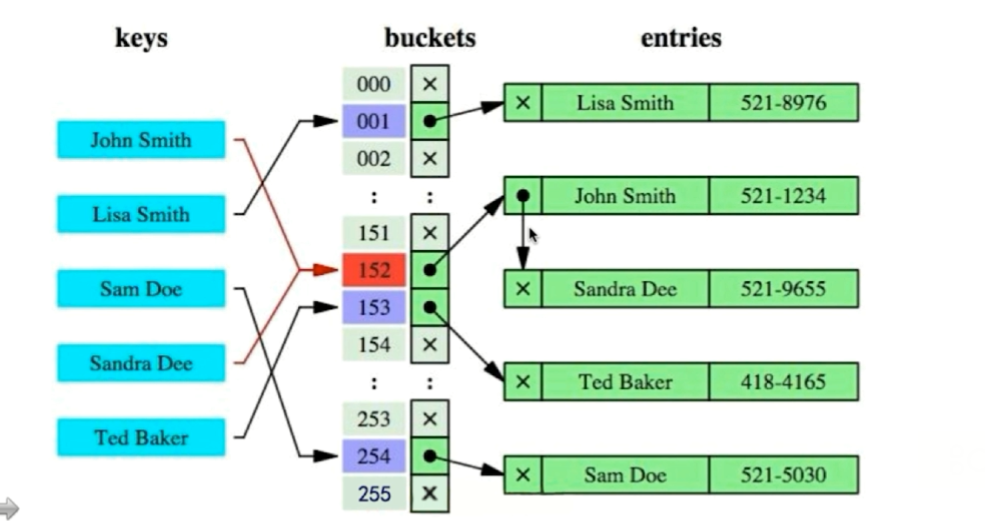 keys buckets entries
000 ×
Lisa Smith 521-8976
001
John Smith
002 ×
: :
John Smith 521-1234
Lisa Smith
151 ×
152
Sam Doe
× Sandra Dee 521-9655
153
154 ×
Sandra Dee
: :
× Ted Baker 418-4165
253 ×
Ted Baker
254
× Sam Doe 521-5030
255 ×